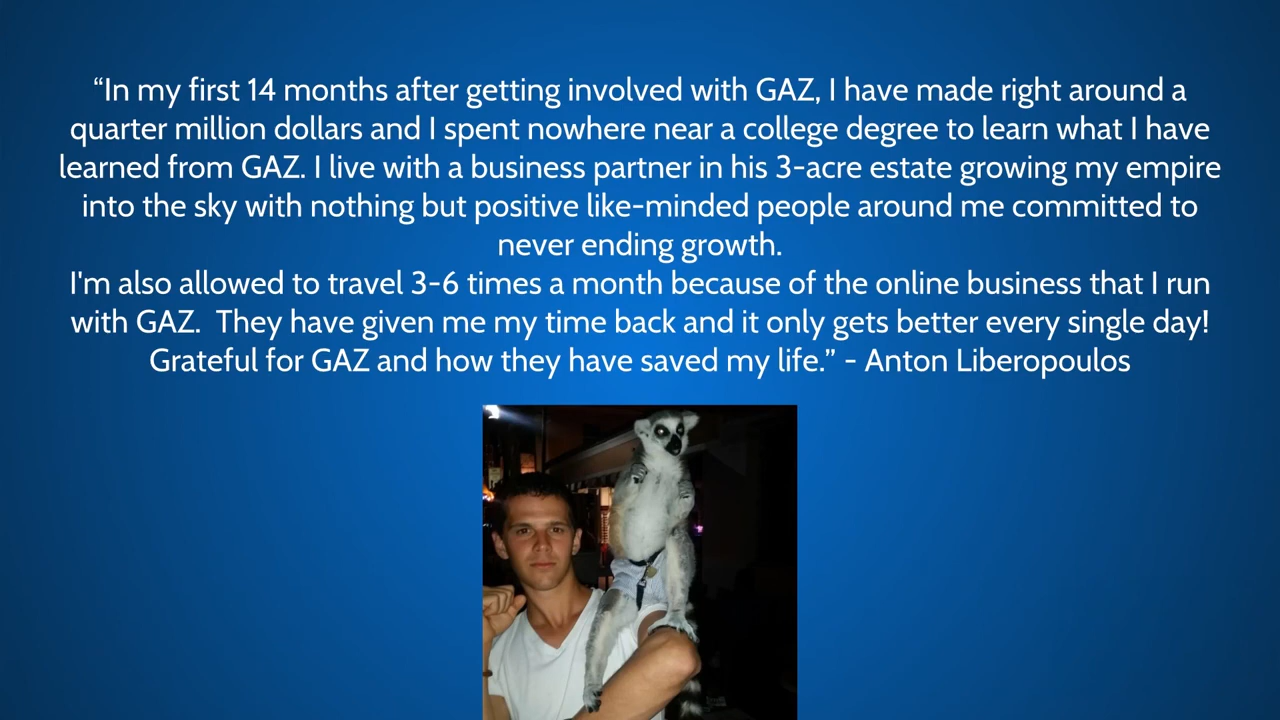 “In my first 14 months after getting involved with GAZ, I have made right around a
quarter million dollars and I spent nowhere near a college degree to learn what I have
learned from GAZ. I live with a business partner in his 3-acre estate growing my empire
into the sky with nothing but positive like-minded people around me committed to
never ending growth.
I'm also allowed to travel 3-6 times a month because of the online business that I run
with GAZ.  They have given me my time back and it only gets better every single day!
Grateful for GAZ and how they have saved my life.” - Anton Liberopoulos